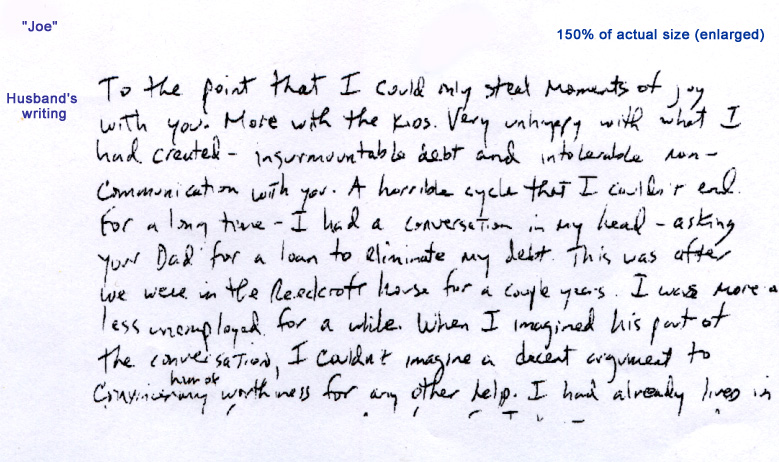 "Joe"
150% of actual size (enlarged)
Husband's
writing
To the point that I could only steal moments of joy
with you. More with the kids. Very unhappy with what I
had created - insurmountable debt and intolerable non-
communication with you. A horrible cycle that I couldn't end.
For a long time - I had a conversation in my head - asking
your Dad for a loan to eliminate my debt. This was after
we were in the Reedcroft house for a couple years. I was more o
less unemployed for a while. When I imagined his part of
the conversation, I couldn't imagine a decent argument to
him of
convincing worthiness for any other help. I had already lived in